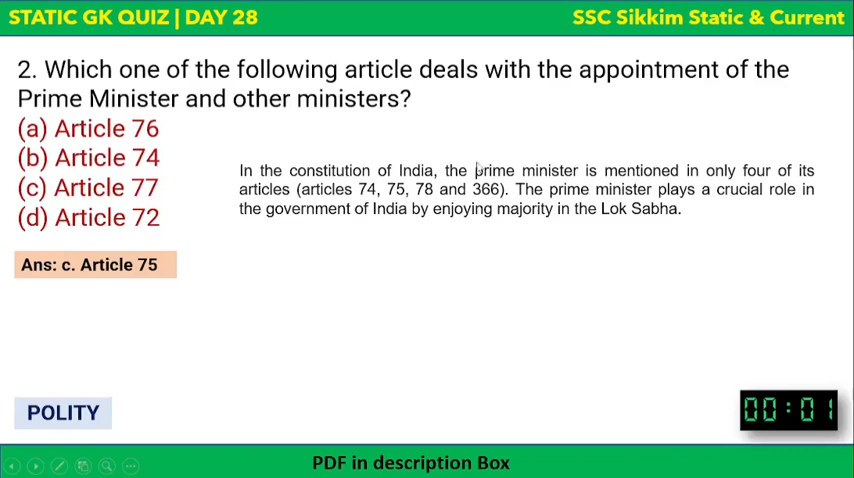 STATIC GK QUIZ | DAY 28
SSC Sikkim Static & Current
2. Which one of the following article deals with the appointment of the
Prime Minister and other ministers?
(a) Article 76
(b) Article 74
(c) Article 77
(d) Article 72
In the constitution of India, the prime minister is mentioned in only four of its
articles (articles 74, 75, 78 and 366). The prime minister plays a crucial role in
the government of India by enjoying majority in the Lok Sabha.
Ans: c. Article 75
POLITY
00:01
PDF in description Box